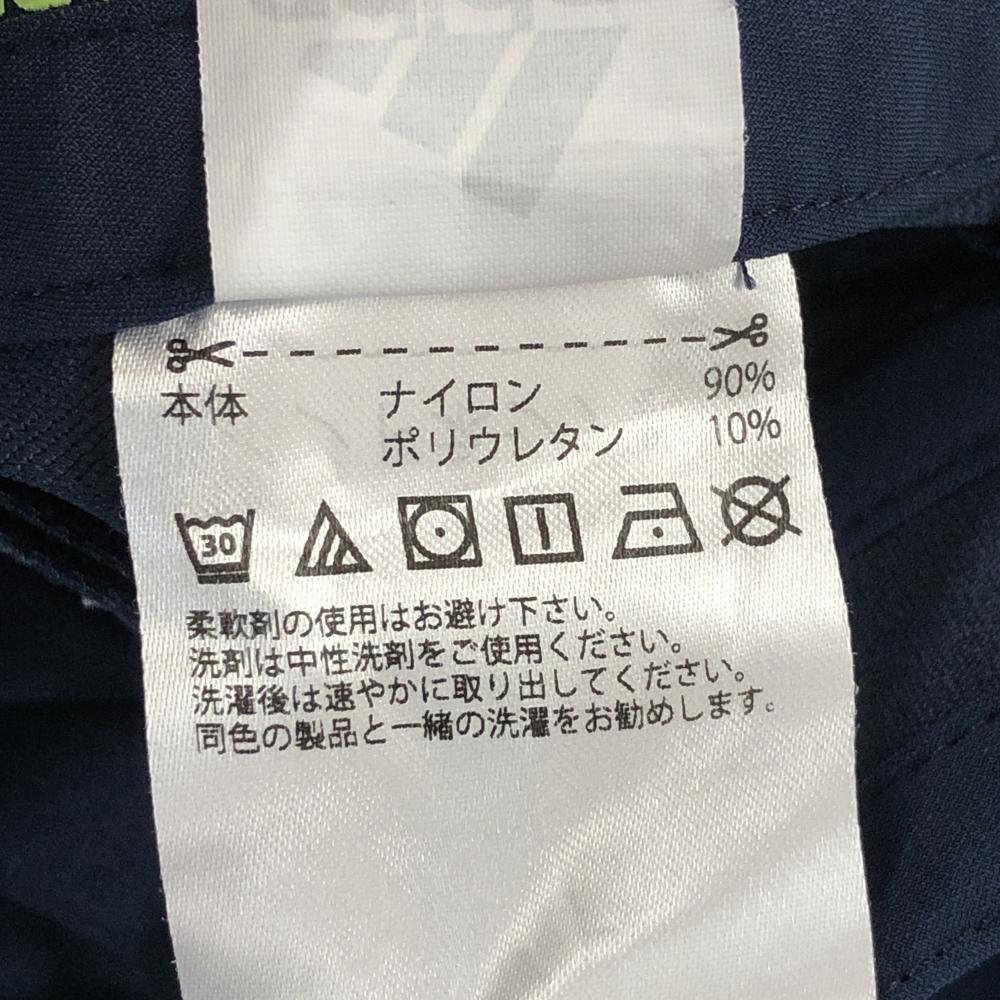 本体 ナイロン 90%
ポリウレタン 10%
30
柔軟剤の使用はお避け下さい。
洗剤は中性洗剤をご使用ください。
洗濯後は速やかに取り出してください。
同色の製品と一緒の洗濯をお勧めします。